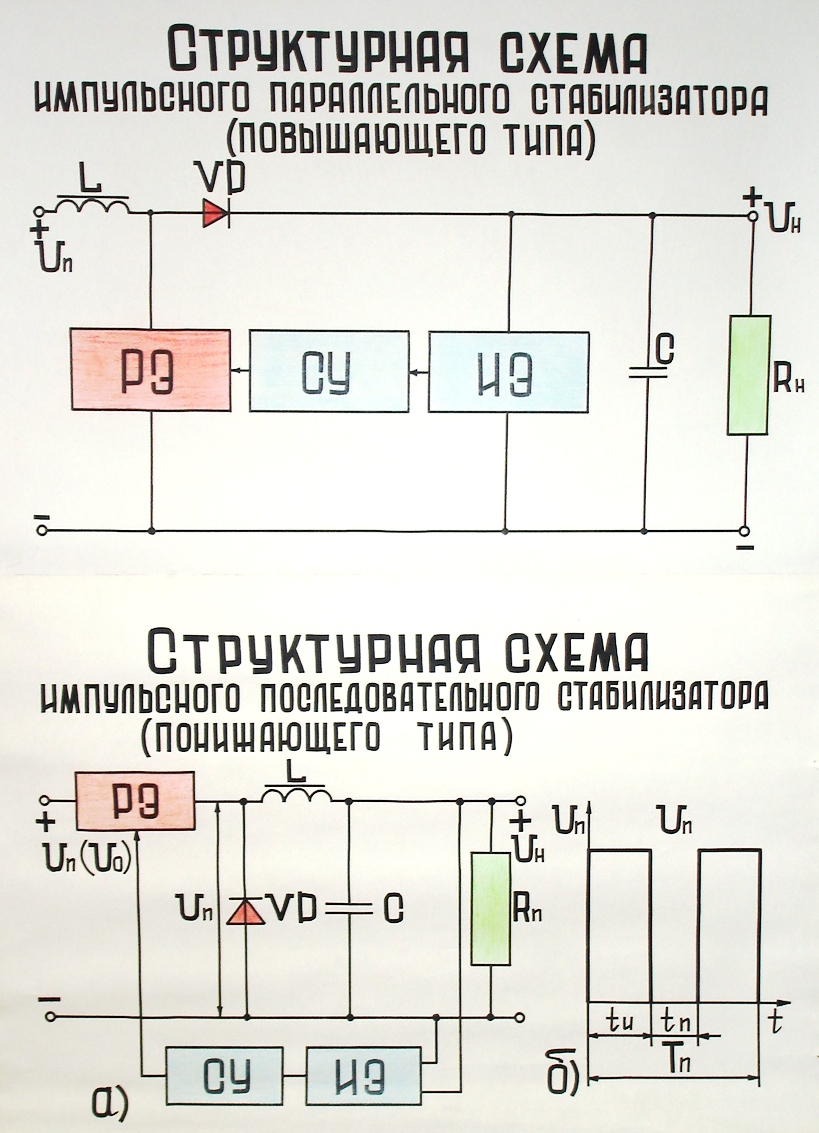 СТРУКТУРНАЯ СХЕМА
ИМПУЛЬСНОГО ПАРАЛЛЕЛЬНОГО СТАБИЛИЗАТОРА
(ПОВЫШАЮЩЕГО ТИПА)
L
VD
+
Uп
+
Uн
РЭ
СУ
ИЭ
C
Rн
−
−
СТРУКТУРНАЯ СХЕМА
ИМПУЛЬСНОГО ПОСЛЕДОВАТЕЛЬНОГО СТАБИЛИЗАТОРА
(ПОНИЖАЮЩЕГО ТИПА)
РЭ
L
+
Uп(U0)
+
Uн
Uп
VD
C
Rп
−
СУ
ИЭ
а)
Uп
Uп
tи
tп
t
Tп
б)